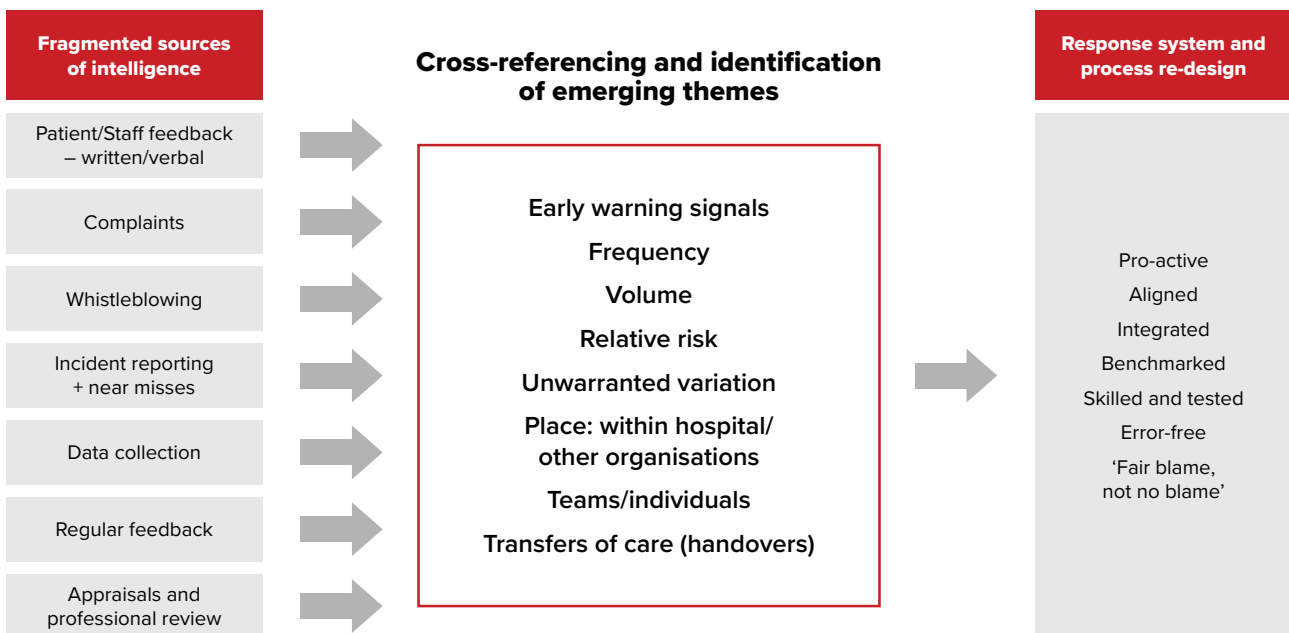 Fragmented sources
of intelligence
Patient/Staff feedback
– written/verbal
Complaints
Whistleblowing
Incident reporting
+ near misses
Data collection
Regular feedback
Appraisals and
professional review
Cross-referencing and identification
of emerging themes
Early warning signals
Frequency
Volume
Relative risk
Unwarranted variation
Place: within hospital/
other organisations
Teams/individuals
Transfers of care (handovers)
Response system and
process re-design
Pro-active
Aligned
Integrated
Benchmarked
Skilled and tested
Error-free
‘Fair blame,
not no blame’